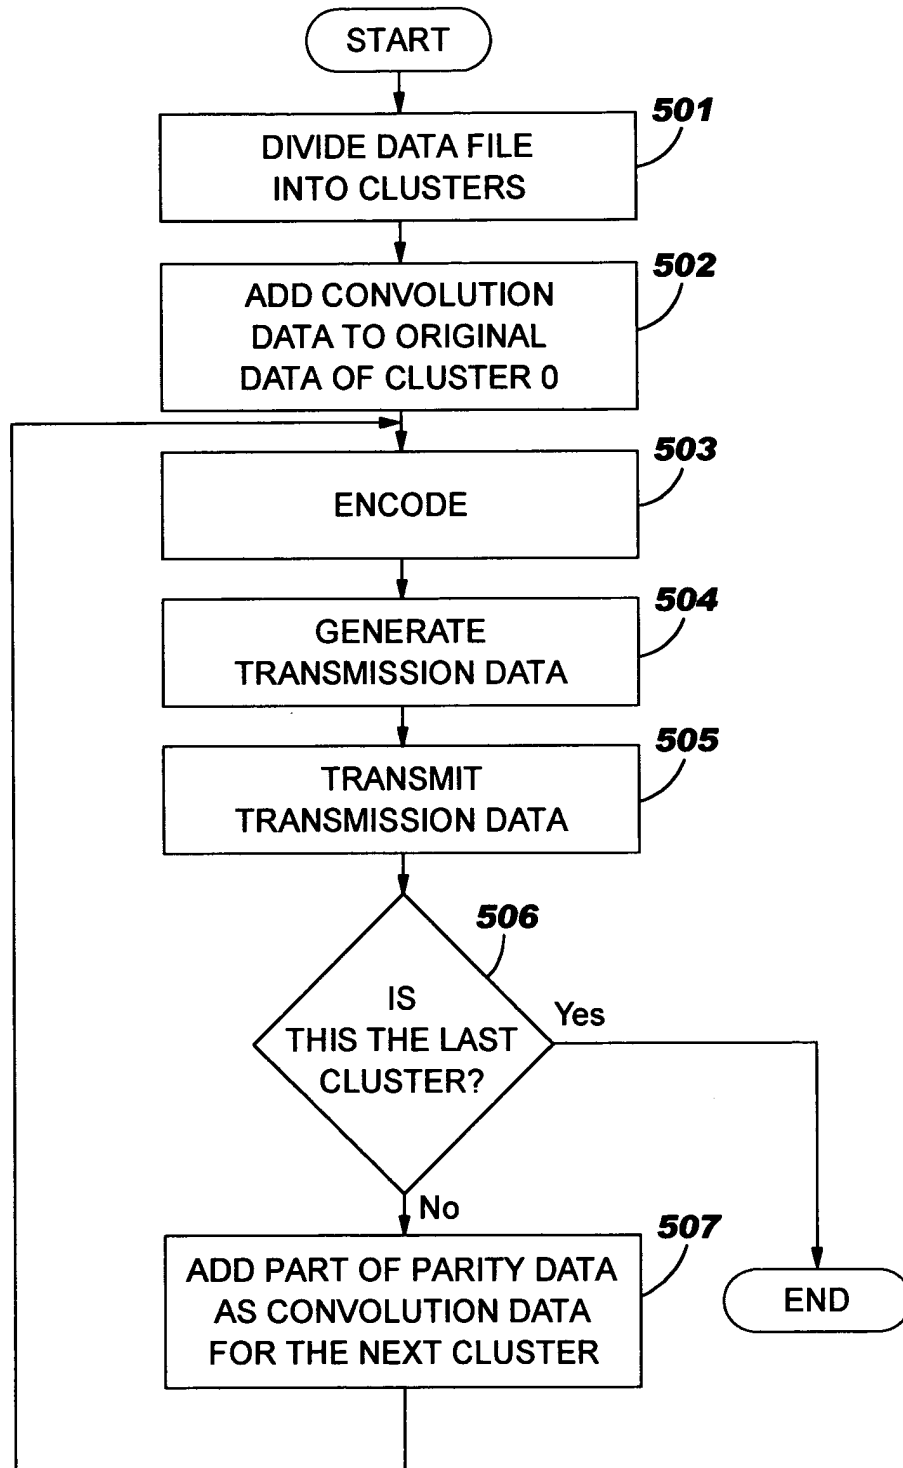 START
501
DIVIDE DATA FILE
INTO CLUSTERS
502
ADD CONVOLUTION
DATA TO ORIGINAL
DATA OF CLUSTER 0
503
ENCODE
504
GENERATE
TRANSMISSION DATA
505
TRANSMIT
TRANSMISSION DATA
506
IS
THIS THE LAST
CLUSTER?
Yes
No
507
ADD PART OF PARITY DATA
AS CONVOLUTION DATA
FOR THE NEXT CLUSTER
END